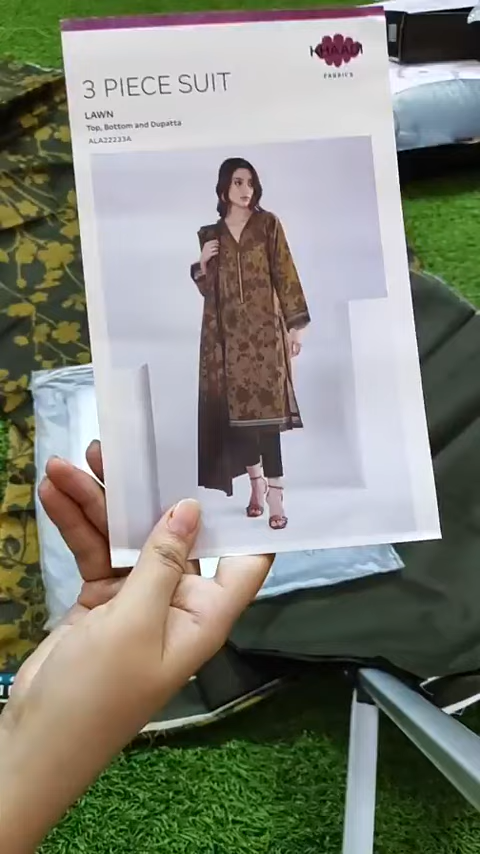 KHAADI
FABRICS
3 PIECE SUIT
LAWN
Top, Bottom and Dupatta
ALA22233A